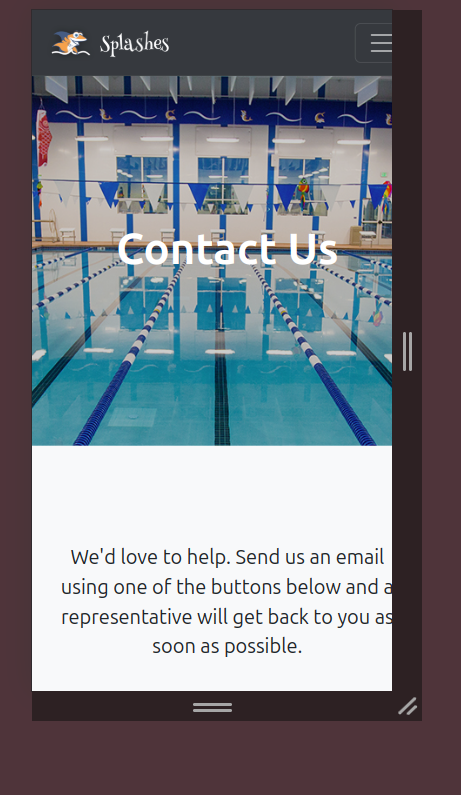 Splashes
Contact Us
We'd love to help. Send us an email
using one of the buttons below and a
representative will get back to you as
soon as possible.